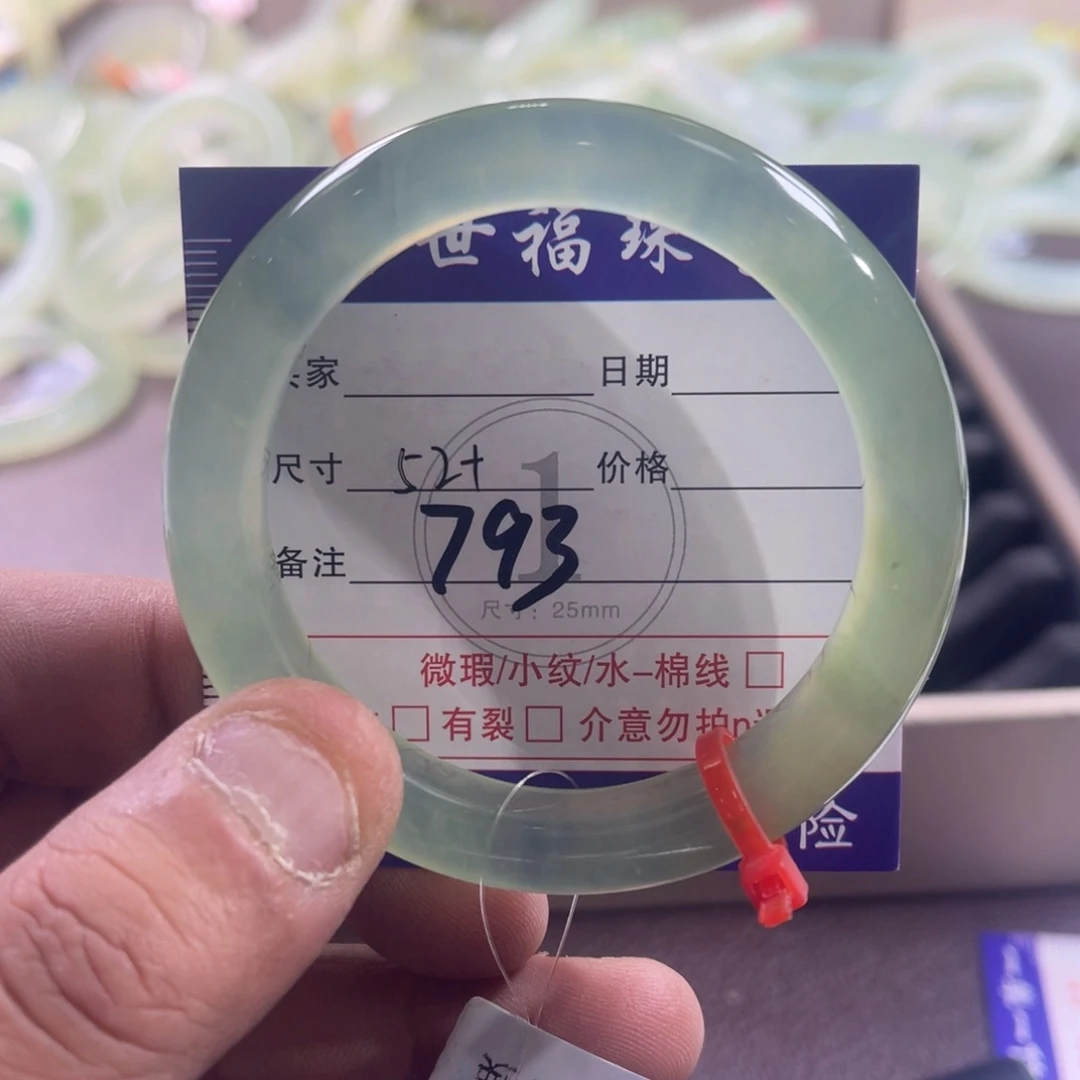 世福珠
家 日期
尺寸 52+ 价格
1
备注 793
尺寸：25mm
微瑕/小纹/水-棉线 □
□ 有裂 □ 介意勿拍
险